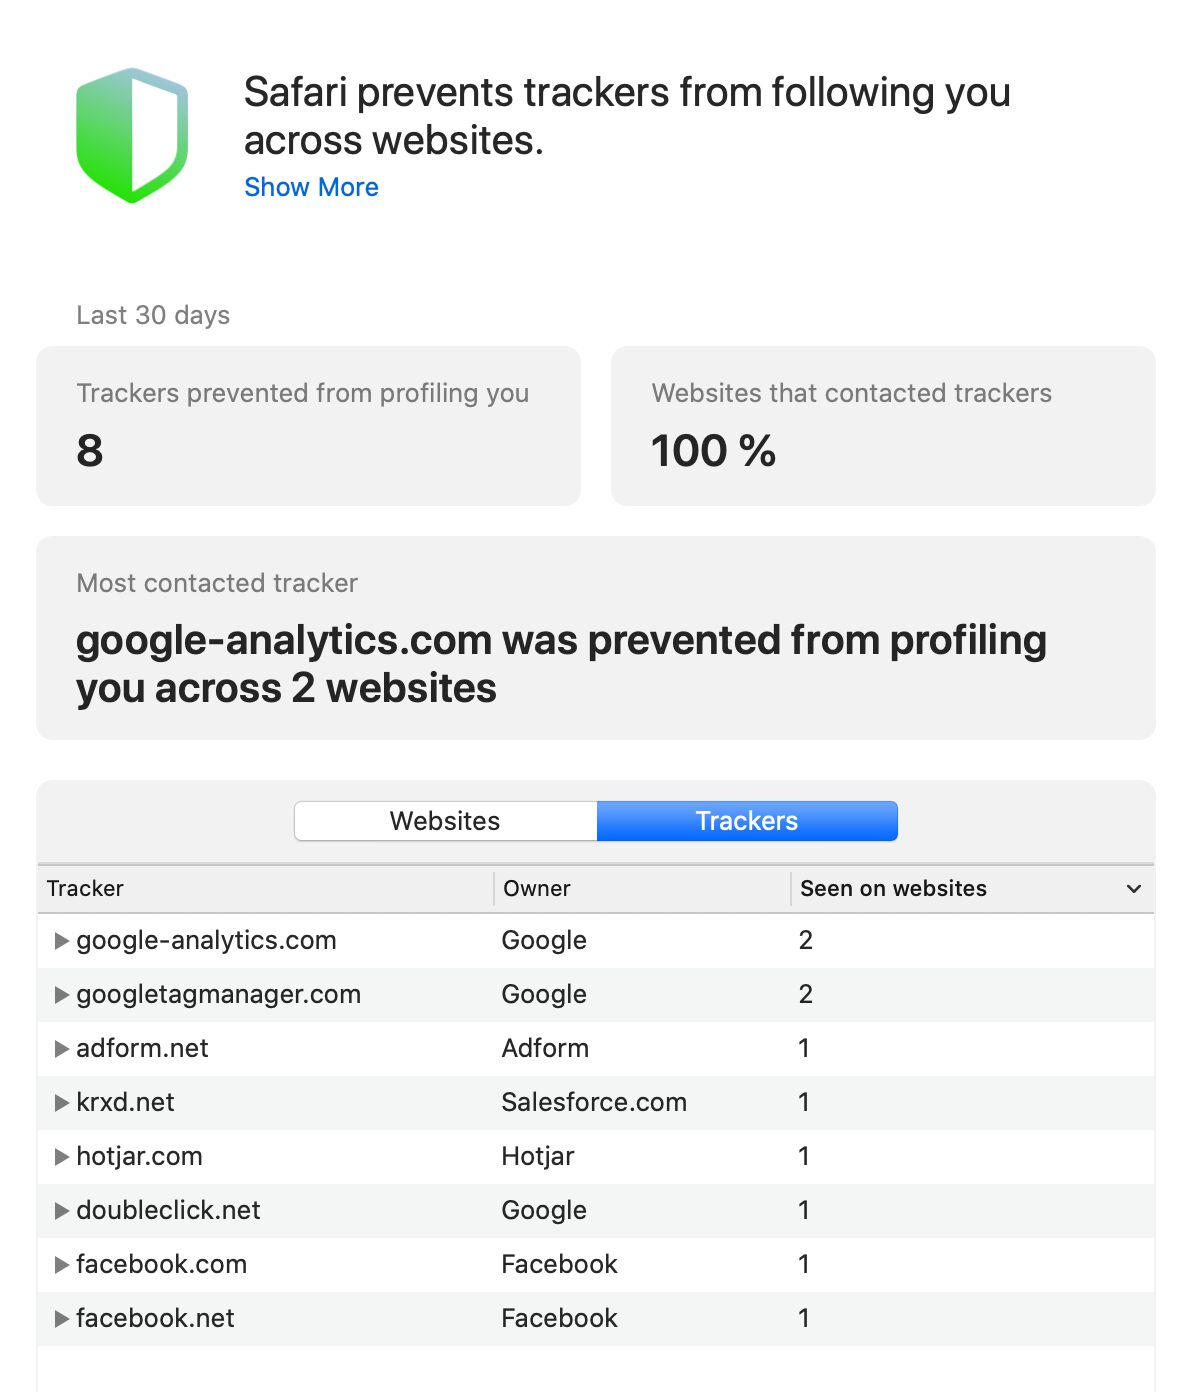 Safari prevents trackers from following you
across websites.
Show More
Last 30 days
Trackers prevented from profiling you
8
Websites that contacted trackers
100 %
Most contacted tracker
google-analytics.com was prevented from profiling
you across 2 websites
Websites Trackers
Tracker Owner Seen on websites
google-analytics.com Google 2
googletagmanager.com Google 2
adform.net Adform 1
krxd.net Salesforce.com 1
hotjar.com Hotjar 1
doubleclick.net Google 1
facebook.com Facebook 1
facebook.net Facebook 1